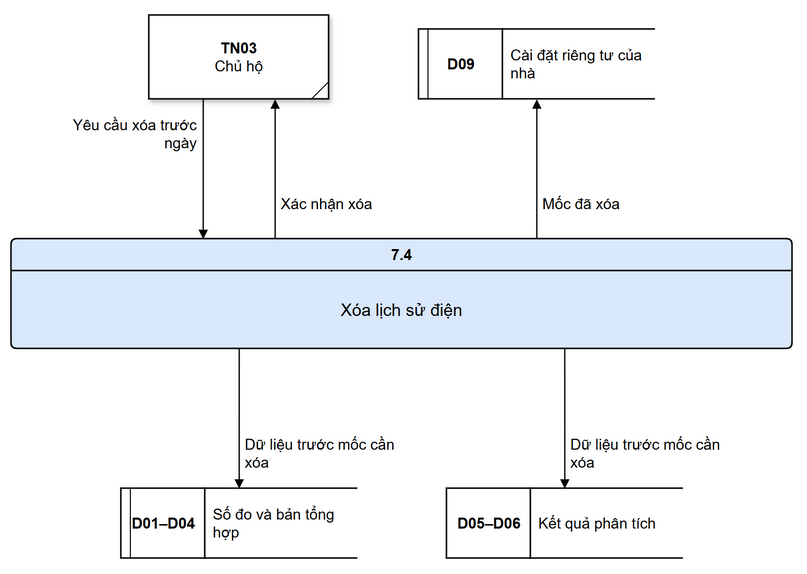 TN03
Chủ hộ
D09
Cài đặt riêng tư của
nhà
Yêu cầu xóa trước
ngày
Xác nhận xóa
Mốc đã xóa
7.4
Xóa lịch sử điện
Dữ liệu trước mốc cần
xóa
Dữ liệu trước mốc cần
xóa
D01–D04
Số đo và bản tổng
hợp
D05–D06
Kết quả phân tích